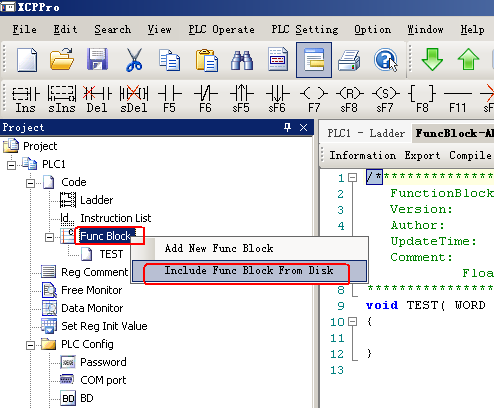 XCPPro
File Edit Search View PLC Operate PLC Setting Option Window Help
Ins sIns Del sDel F5 F6 sF5 sF6 F7 sF8 sF7 F8 F11
Project
Project
PLC1
Code
Ladder
Instruction List
Func Block
TEST
Reg Comment
Free Monitor
Data Monitor
Set Reg Init Value
PLC Config
Password
COM port
BD
Add New Func Block
Include Func Block From Disk
PLC1 - Ladder FuncBlock-
Information Export Compile
1 /*******************
2 FunctionBlock
3 Version:
4 Author:
5 UpdateTime:
6 Comment:
Floa
8 *******************
9 void TEST( WORD
10 {
11
12 }
13